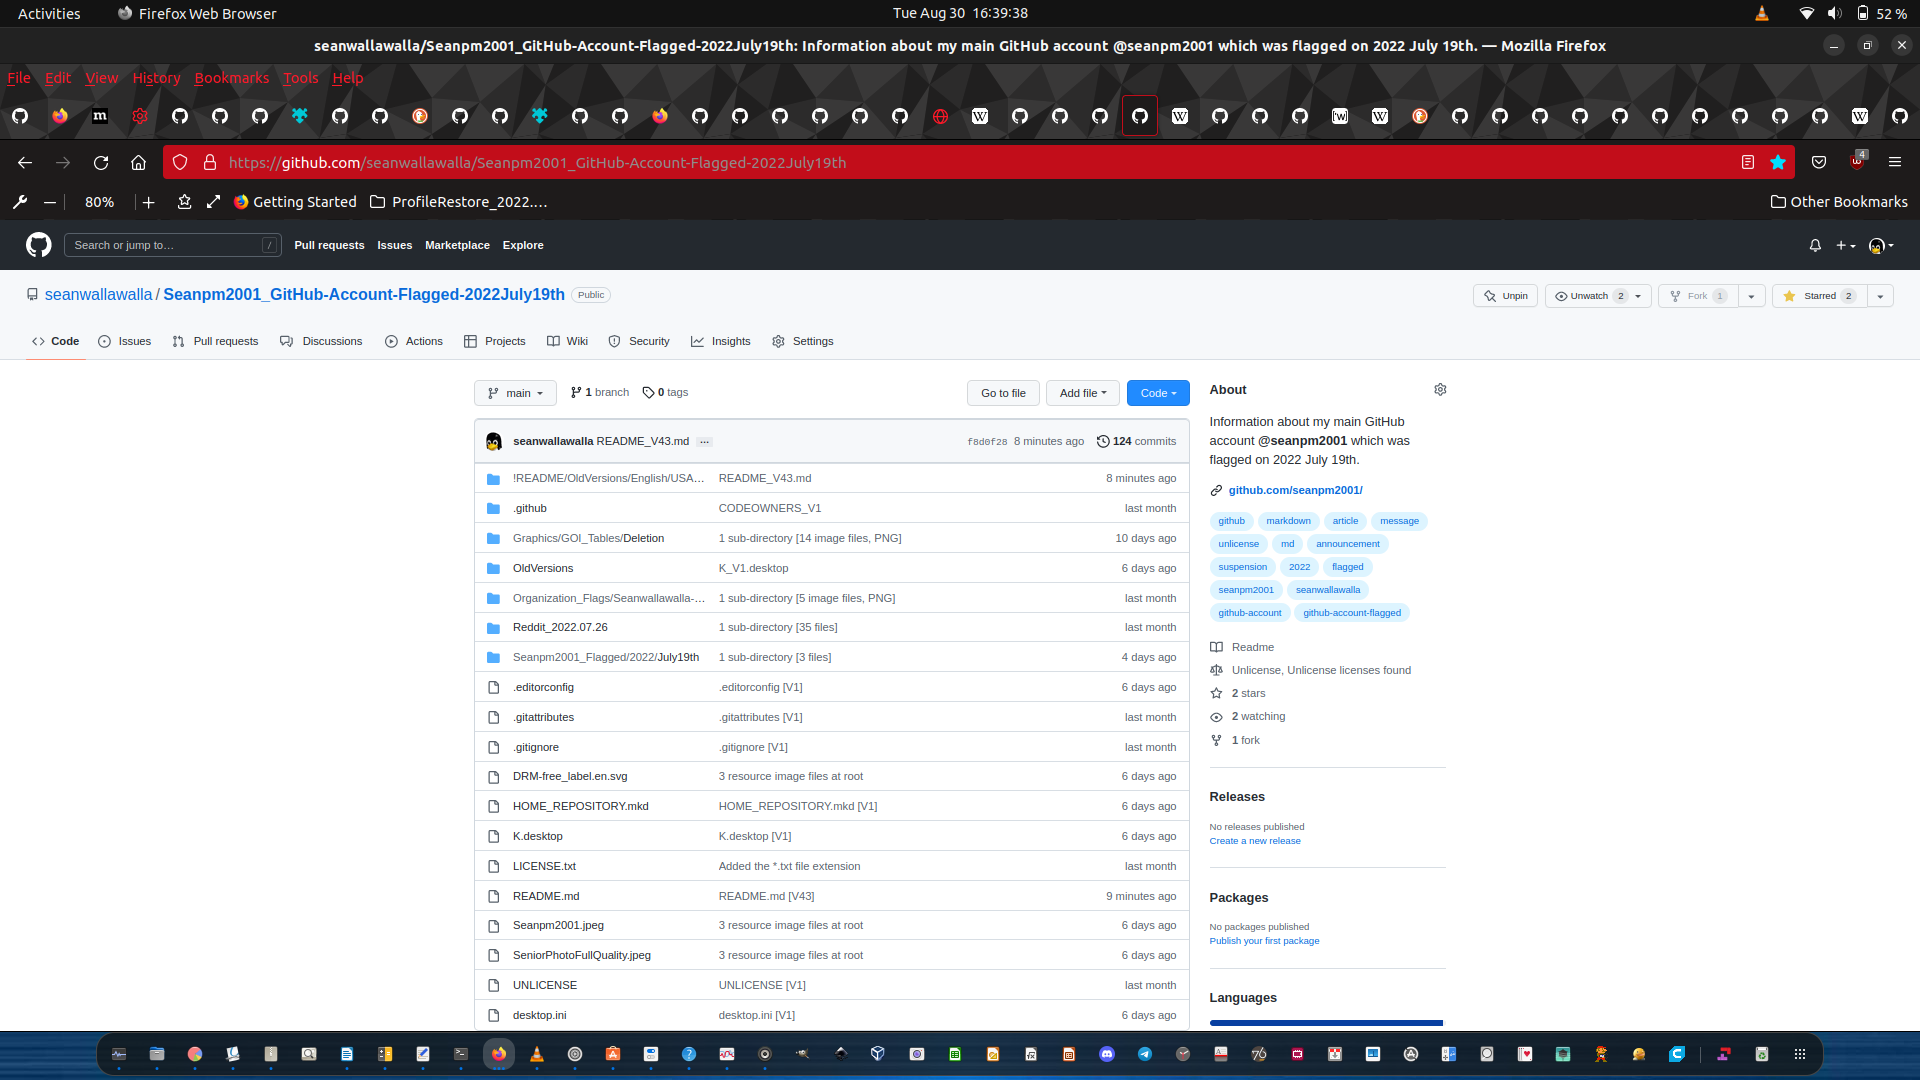 Activities
Firefox Web Browser
Tue Aug 30 16:39:38
52 %
seanwallawalla/Seanpm2001_GitHub-Account-Flagged-2022July19th: Information about my main GitHub account @seanpm2001 which was flagged on 2022 July 19th. — Mozilla Firefox
File Edit View History Bookmarks Tools Help
https://github.com/seanwallawalla/Seanpm2001_GitHub-Account-Flagged-2022July19th
4
80%
Getting Started
ProfileRestore_2022....
Other Bookmarks
Search or jump to...
/
Pull requests Issues Marketplace Explore
seanwallawalla / Seanpm2001_GitHub-Account-Flagged-2022July19th Public
Unpin
Unwatch 2
Fork 1
Starred 2
Code Issues Pull requests Discussions Actions Projects Wiki Security Insights Settings
main
1 branch
0 tags
Go to file
Add file
Code
seanwallawalla README_V43.md ...
f8d0f28 8 minutes ago 124 commits
!README/OldVersions/English/USA... README_V43.md 8 minutes ago
.github CODEOWNERS_V1 last month
Graphics/GOI_Tables/Deletion 1 sub-directory [14 image files, PNG] 10 days ago
OldVersions K_V1.desktop 6 days ago
Organization_Flags/Seanwallawalla-... 1 sub-directory [5 image files, PNG] last month
Reddit_2022.07.26 1 sub-directory [35 files] last month
Seanpm2001_Flagged/2022/July19th 1 sub-directory [3 files] 4 days ago
.editorconfig .editorconfig [V1] 6 days ago
.gitattributes .gitattributes [V1] last month
.gitignore .gitignore [V1] last month
DRM-free_label.en.svg 3 resource image files at root 6 days ago
HOME_REPOSITORY.mkd HOME_REPOSITORY.mkd [V1] 6 days ago
K.desktop K.desktop [V1] 6 days ago
LICENSE.txt Added the *.txt file extension last month
README.md README.md [V43] 9 minutes ago
Seanpm2001.jpeg 3 resource image files at root 6 days ago
SeniorPhotoFullQuality.jpeg 3 resource image files at root 6 days ago
UNLICENSE UNLICENSE [V1] last month
desktop.ini desktop.ini [V1] 6 days ago
About
Information about my main GitHub
account @seanpm2001 which was
flagged on 2022 July 19th.
github.com/seanpm2001/
github markdown article message
unlicense md announcement
suspension 2022 flagged
seanpm2001 seanwallawalla
github-account github-account-flagged
Readme
Unlicense, Unlicense licenses found
2 stars
2 watching
1 fork
Releases
No releases published
Create a new release
Packages
No packages published
Publish your first package
Languages